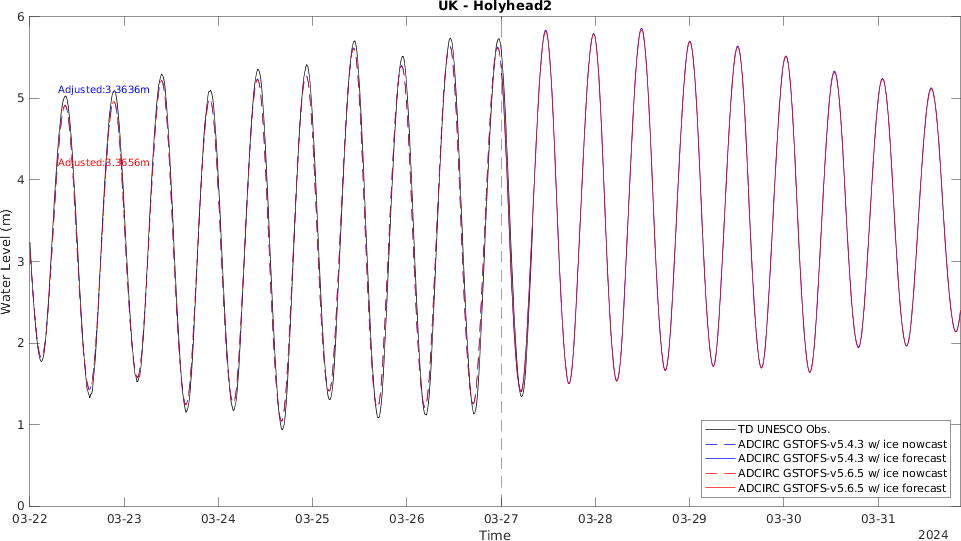 UK - Holyhead2
6
5
4
3
2
1
0
Water Level (m)
Adjusted:3.3636m
Adjusted:3.3656m
TD UNESCO Obs.
ADCIRC GSTOFS-v5.4.3 w/ ice nowcast
ADCIRC GSTOFS-v5.4.3 w/ ice forecast
ADCIRC GSTOFS-v5.6.5 w/ ice nowcast
ADCIRC GSTOFS-v5.6.5 w/ ice forecast
03-22 03-23 03-24 03-25 03-26 03-27 03-28 03-29 03-30 03-31
Time
2024